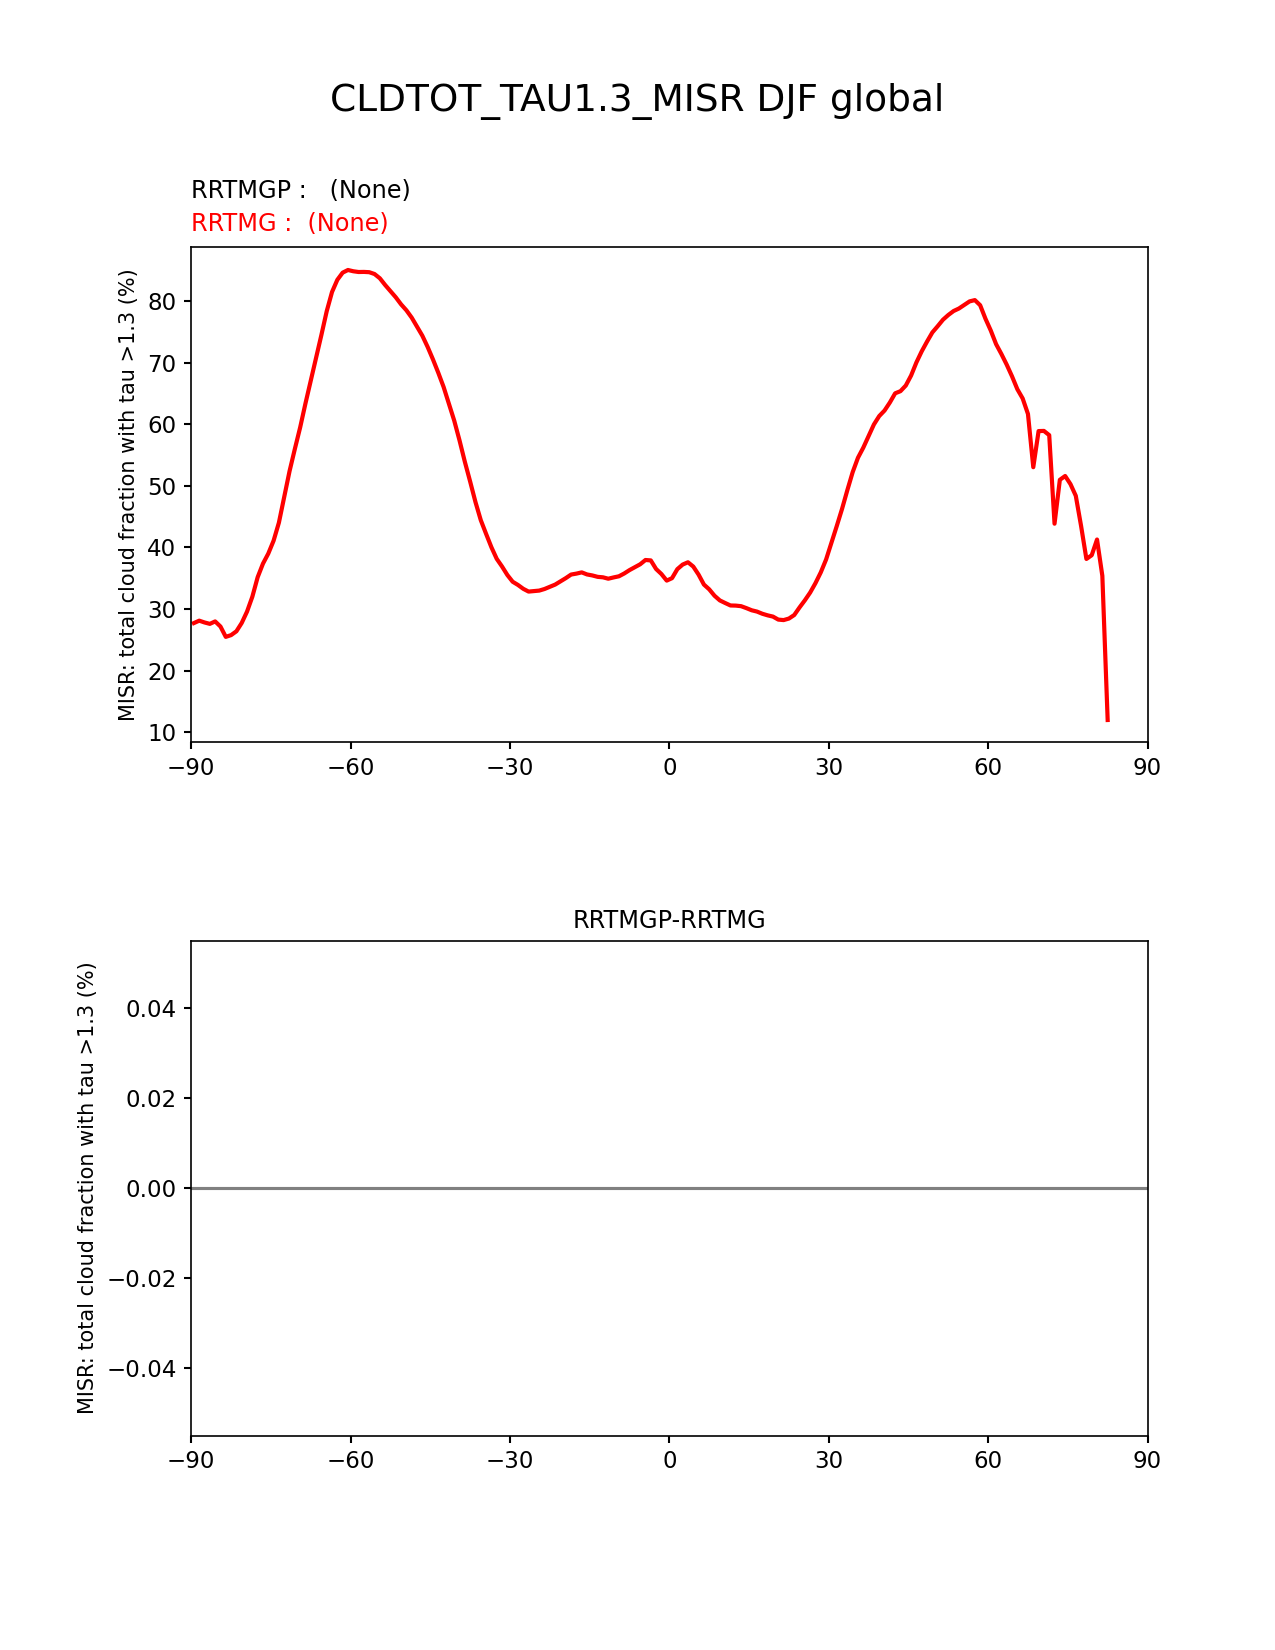 CLDTOT_TAU1.3_MISR DJF global
RRTMGP :   (None)
RRTMG :  (None)
MISR: total cloud fraction with tau >1.3 (%)
80
70
60
50
40
30
20
10
−90 −60 −30 0 30 60 90
RRTMGP-RRTMG
MISR: total cloud fraction with tau >1.3 (%)
0.04
0.02
0.00
−0.02
−0.04
−90 −60 −30 0 30 60 90